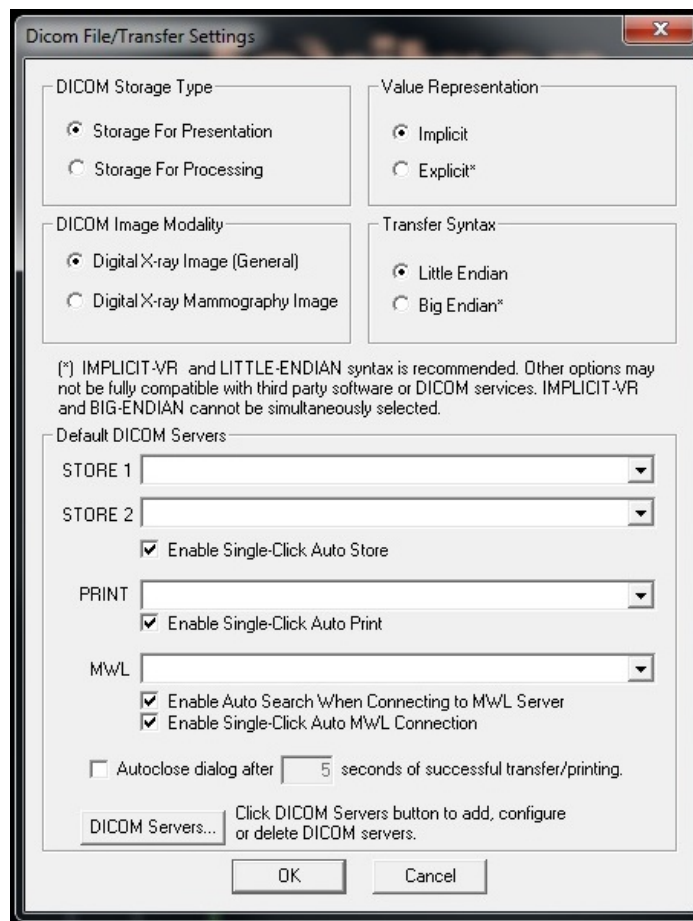 Dicom File/Transfer Settings
DICOM Storage Type
Storage For Presentation
Storage For Processing
Value Representation
Implicit
Explicit*
DICOM Image Modality
Digital X-ray Image (General)
Digital X-ray Mammography Image
Transfer Syntax
Little Endian
Big Endian*
(*) IMPLICIT-VR and LITTLE-ENDIAN syntax is recommended. Other options may
not be fully compatible with third party software or DICOM services. IMPLICIT-VR
and BIG-ENDIAN cannot be simultaneously selected.
Default DICOM Servers
STORE 1
STORE 2
Enable Single-Click Auto Store
PRINT
Enable Single-Click Auto Print
MWL
Enable Auto Search When Connecting to MWL Server
Enable Single-Click Auto MWL Connection
Autoclose dialog after 5 seconds of successful transfer/printing.
DICOM Servers...
Click DICOM Servers button to add, configure
or delete DICOM servers.
OK
Cancel